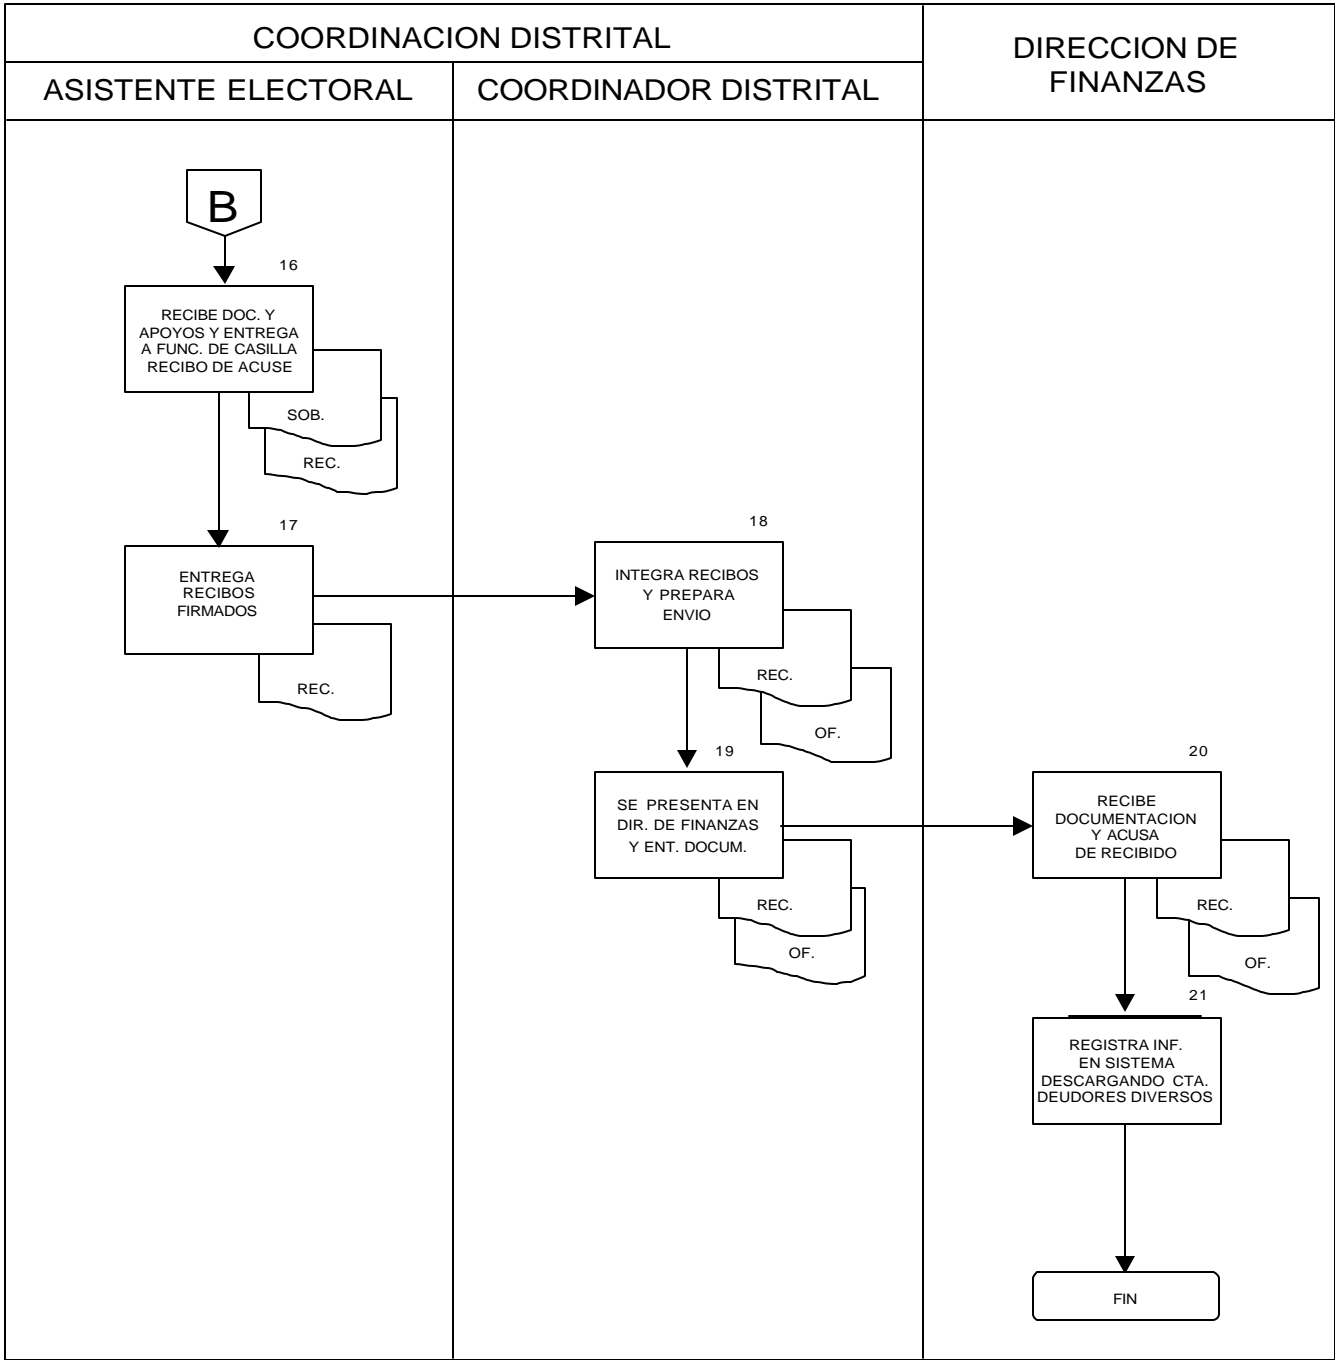 COORDINACION DISTRITAL
DIRECCION DE
FINANZAS
ASISTENTE ELECTORAL
COORDINADOR DISTRITAL
B
16
RECIBE DOC. Y
APOYOS Y ENTREGA
A FUNC. DE CASILLA
RECIBO DE ACUSE
SOB.
REC.
17
ENTREGA
RECIBOS
FIRMADOS
REC.
18
INTEGRA RECIBOS
Y PREPARA
ENVIO
REC.
OF.
19
SE PRESENTA EN
DIR. DE FINANZAS
Y ENT. DOCUM.
REC.
OF.
20
RECIBE
DOCUMENTACION
Y ACUSA
DE RECIBIDO
REC.
OF.
21
REGISTRA INF.
EN SISTEMA
DESCARGANDO CTA.
DEUDORES DIVERSOS
FIN